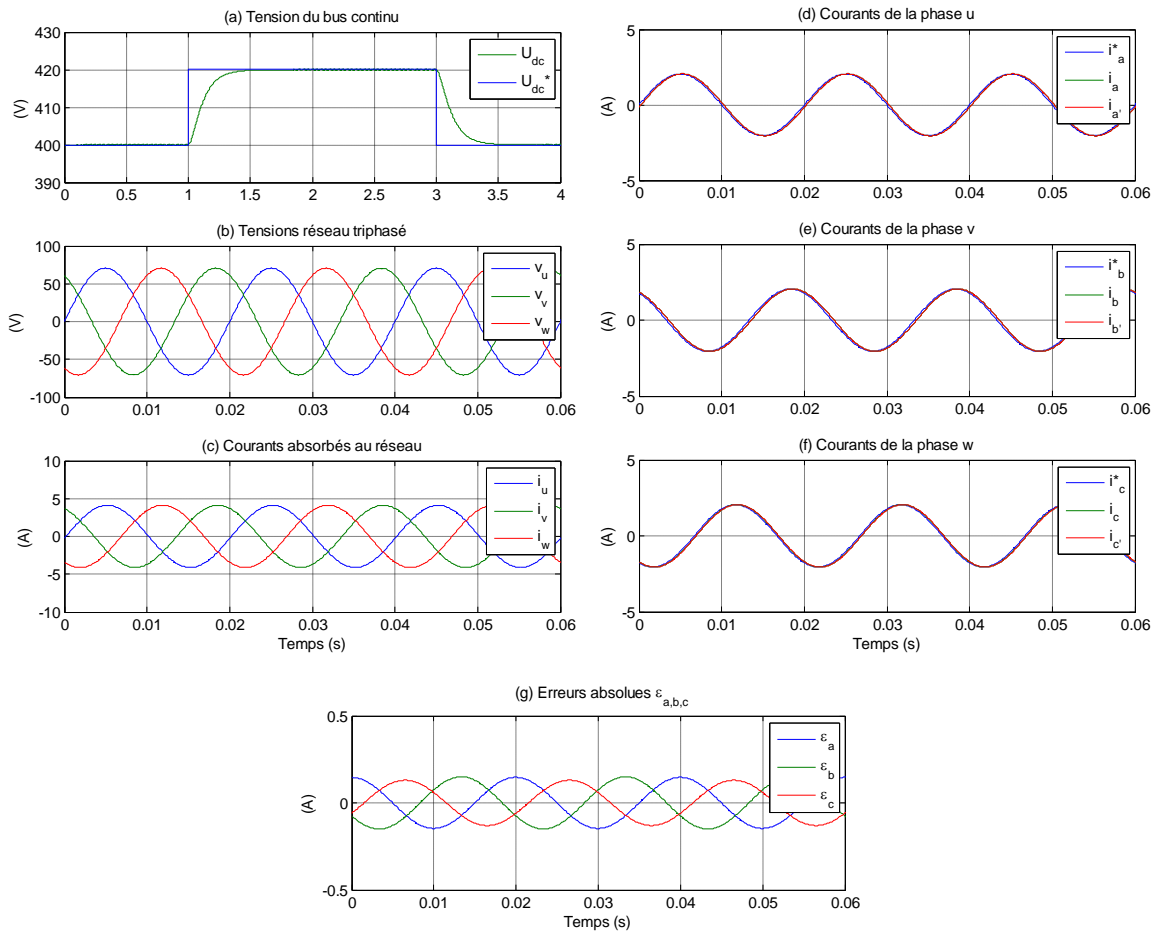 (a) Tension du bus continu
430
420
410
400
390
(V)
U_dc
U_dc*
0 0.5 1 1.5 2 2.5 3 3.5 4
(b) Tensions réseau triphasé
100
50
0
-50
-100
(V)
v_u
v_v
v_w
0 0.01 0.02 0.03 0.04 0.05 0.06
(c) Courants absorbés au réseau
10
5
0
-5
-10
(A)
i_u
i_v
i_w
0 0.01 0.02 0.03 0.04 0.05 0.06
Temps (s)
(d) Courants de la phase u
5
0
-5
(A)
i*_a
i_a
i_a'
0 0.01 0.02 0.03 0.04 0.05 0.06
(e) Courants de la phase v
5
0
-5
(A)
i*_b
i_b
i_b'
0 0.01 0.02 0.03 0.04 0.05 0.06
(f) Courants de la phase w
5
0
-5
(A)
i*_c
i_c
i_c'
0 0.01 0.02 0.03 0.04 0.05 0.06
Temps (s)
(g) Erreurs absolues ε_a,b,c
0.5
0
-0.5
(A)
ε_a
ε_b
ε_c
0 0.01 0.02 0.03 0.04 0.05 0.06
Temps (s)